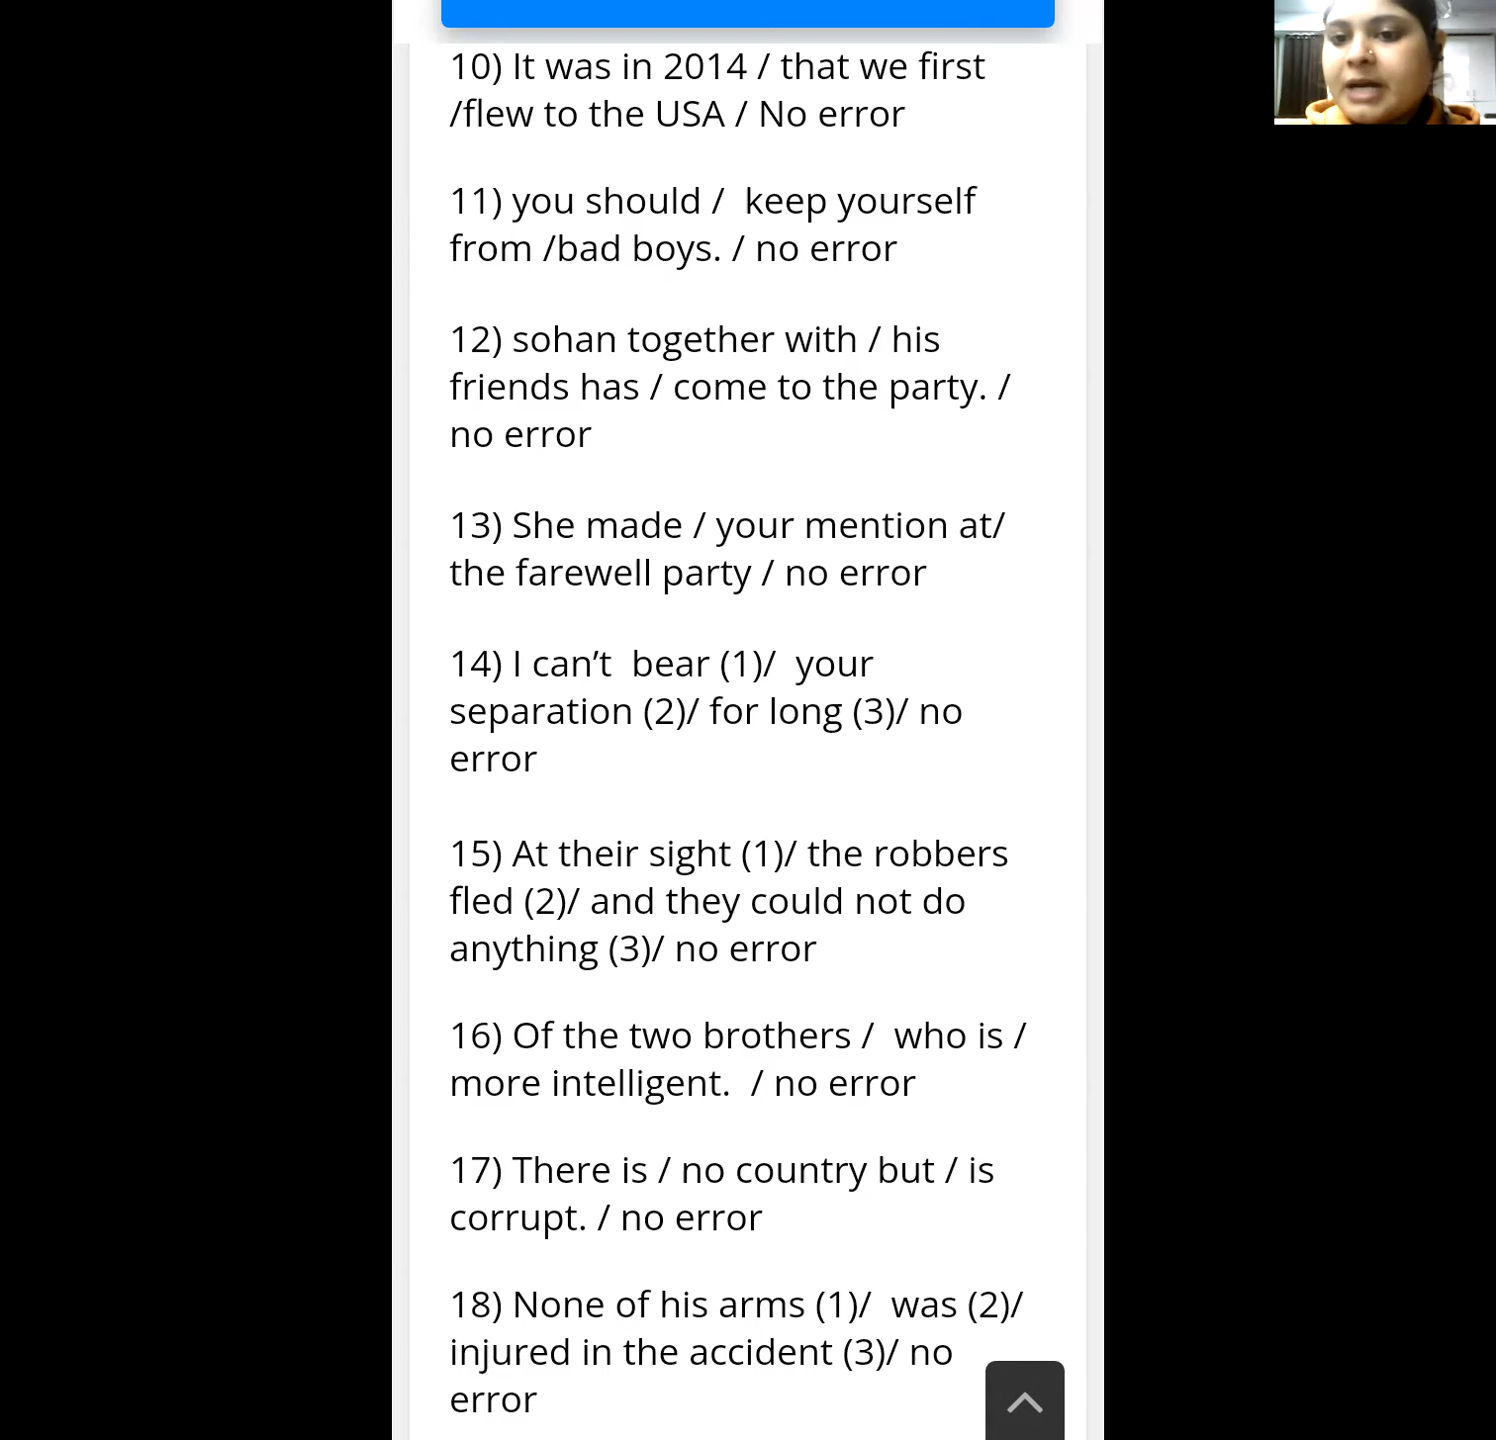 10) It was in 2014 / that we first
/flew to the USA / No error
11) you should /  keep yourself
from /bad boys. / no error
12) sohan together with / his
friends has / come to the party. /
no error
13) She made / your mention at/
the farewell party / no error
14) I can’t  bear (1)/  your
separation (2)/ for long (3)/ no
error
15) At their sight (1)/ the robbers
fled (2)/ and they could not do
anything (3)/ no error
16) Of the two brothers /  who is /
more intelligent.  / no error
17) There is / no country but / is
corrupt. / no error
18) None of his arms (1)/  was (2)/
injured in the accident (3)/ no
error